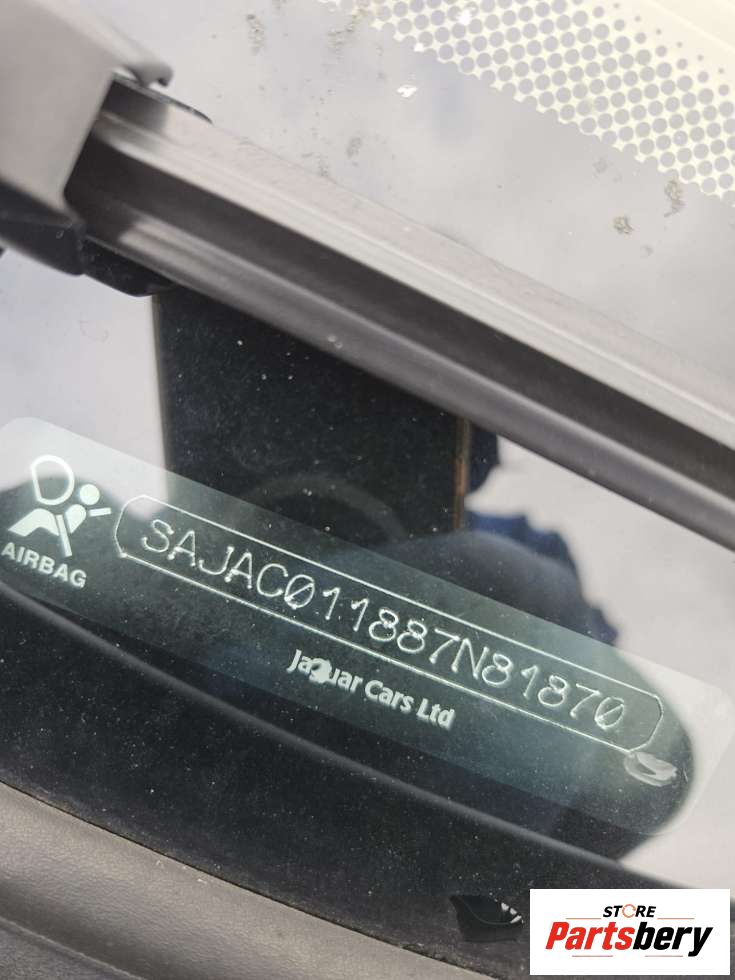 AIRBAG
SAJAC011887N81870
Jaguar Cars Ltd
STORE
Partsbery